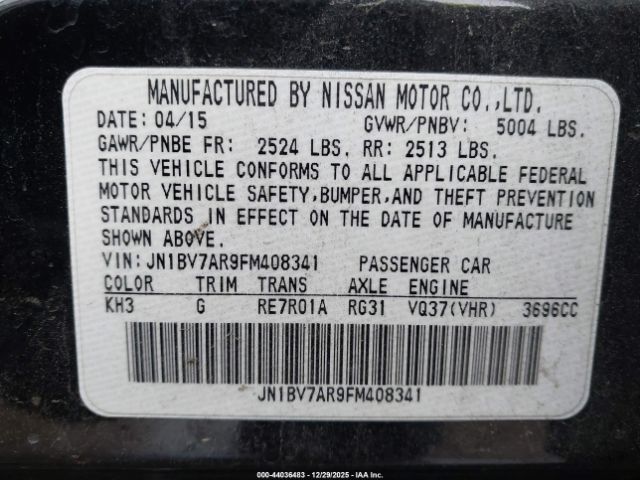 MANUFACTURED BY NISSAN MOTOR CO.,LTD.
DATE: 04/15 GVWR/PNBV: 5004 LBS.
GAWR/PNBE FR: 2524 LBS. RR: 2513 LBS.
THIS VEHICLE CONFORMS TO ALL APPLICABLE FEDERAL
MOTOR VEHICLE SAFETY,BUMPER,AND THEFT PREVENTION
STANDARDS IN EFFECT ON THE DATE OF MANUFACTURE
SHOWN ABOVE.
VIN:JN1BV7AR9FM408341 PASSENGER CAR
COLOR TRIM TRANS AXLE ENGINE
KH3 G RE7R01A RG31 VQ37(VHR) 3696CC
JN1BV7AR9FM408341
000-44036483 - 12/29/2025 - IAAI.com